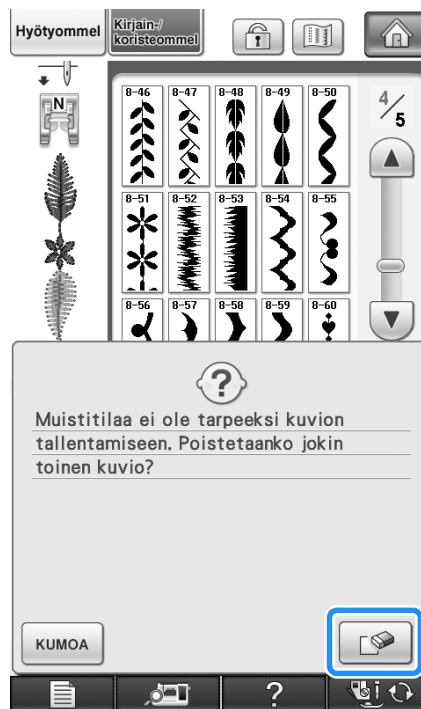 Hyötyommel
Kirjain-/
koristeommel
N
8-46 8-47 8-48 8-49 8-50
4/5
8-51 8-52 8-53 8-54 8-55
8-56 8-57 8-58 8-59 8-60
?
Muistitilaa ei ole tarpeeksi kuvion
tallentamiseen. Poistetaanko jokin
toinen kuvio?
KUMOA
?